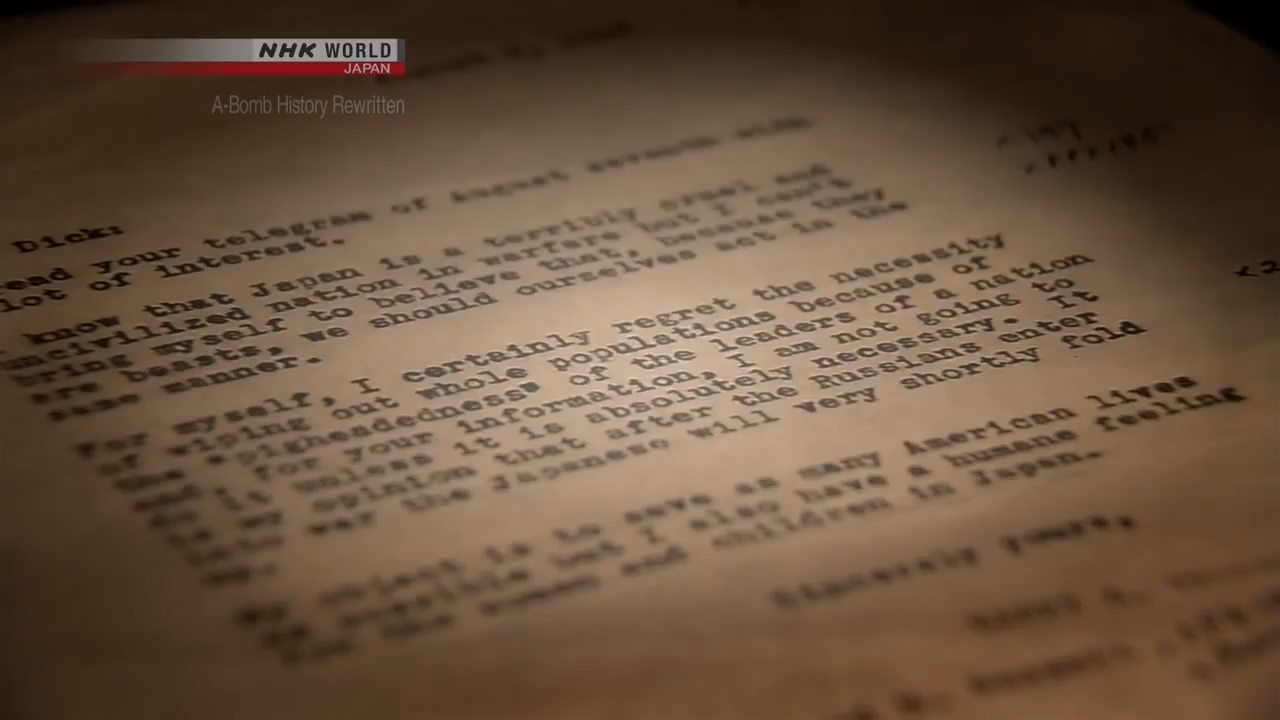 NHK WORLD
JAPAN
A-Bomb History Rewritten
Dick:
ead your telegram of August seventh with
lot of interest.
know that Japan is a terribly cruel and
uncivilized nation in warfare but I can't
bring myself to believe that, because they
are beasts, we should ourselves act in the
same manner.
For myself, I certainly regret the necessity
of wiping out whole populations because of
the "pigheadedness" of the leaders of a nation
and, for your information, I am not going to
do it unless it is absolutely necessary. It
is my opinion that after the Russians enter
into war the Japanese will very shortly fold
up.
My object is to save as many American lives
as possible but I also have a humane feeling
for the women and children in Japan.
Sincerely yours,